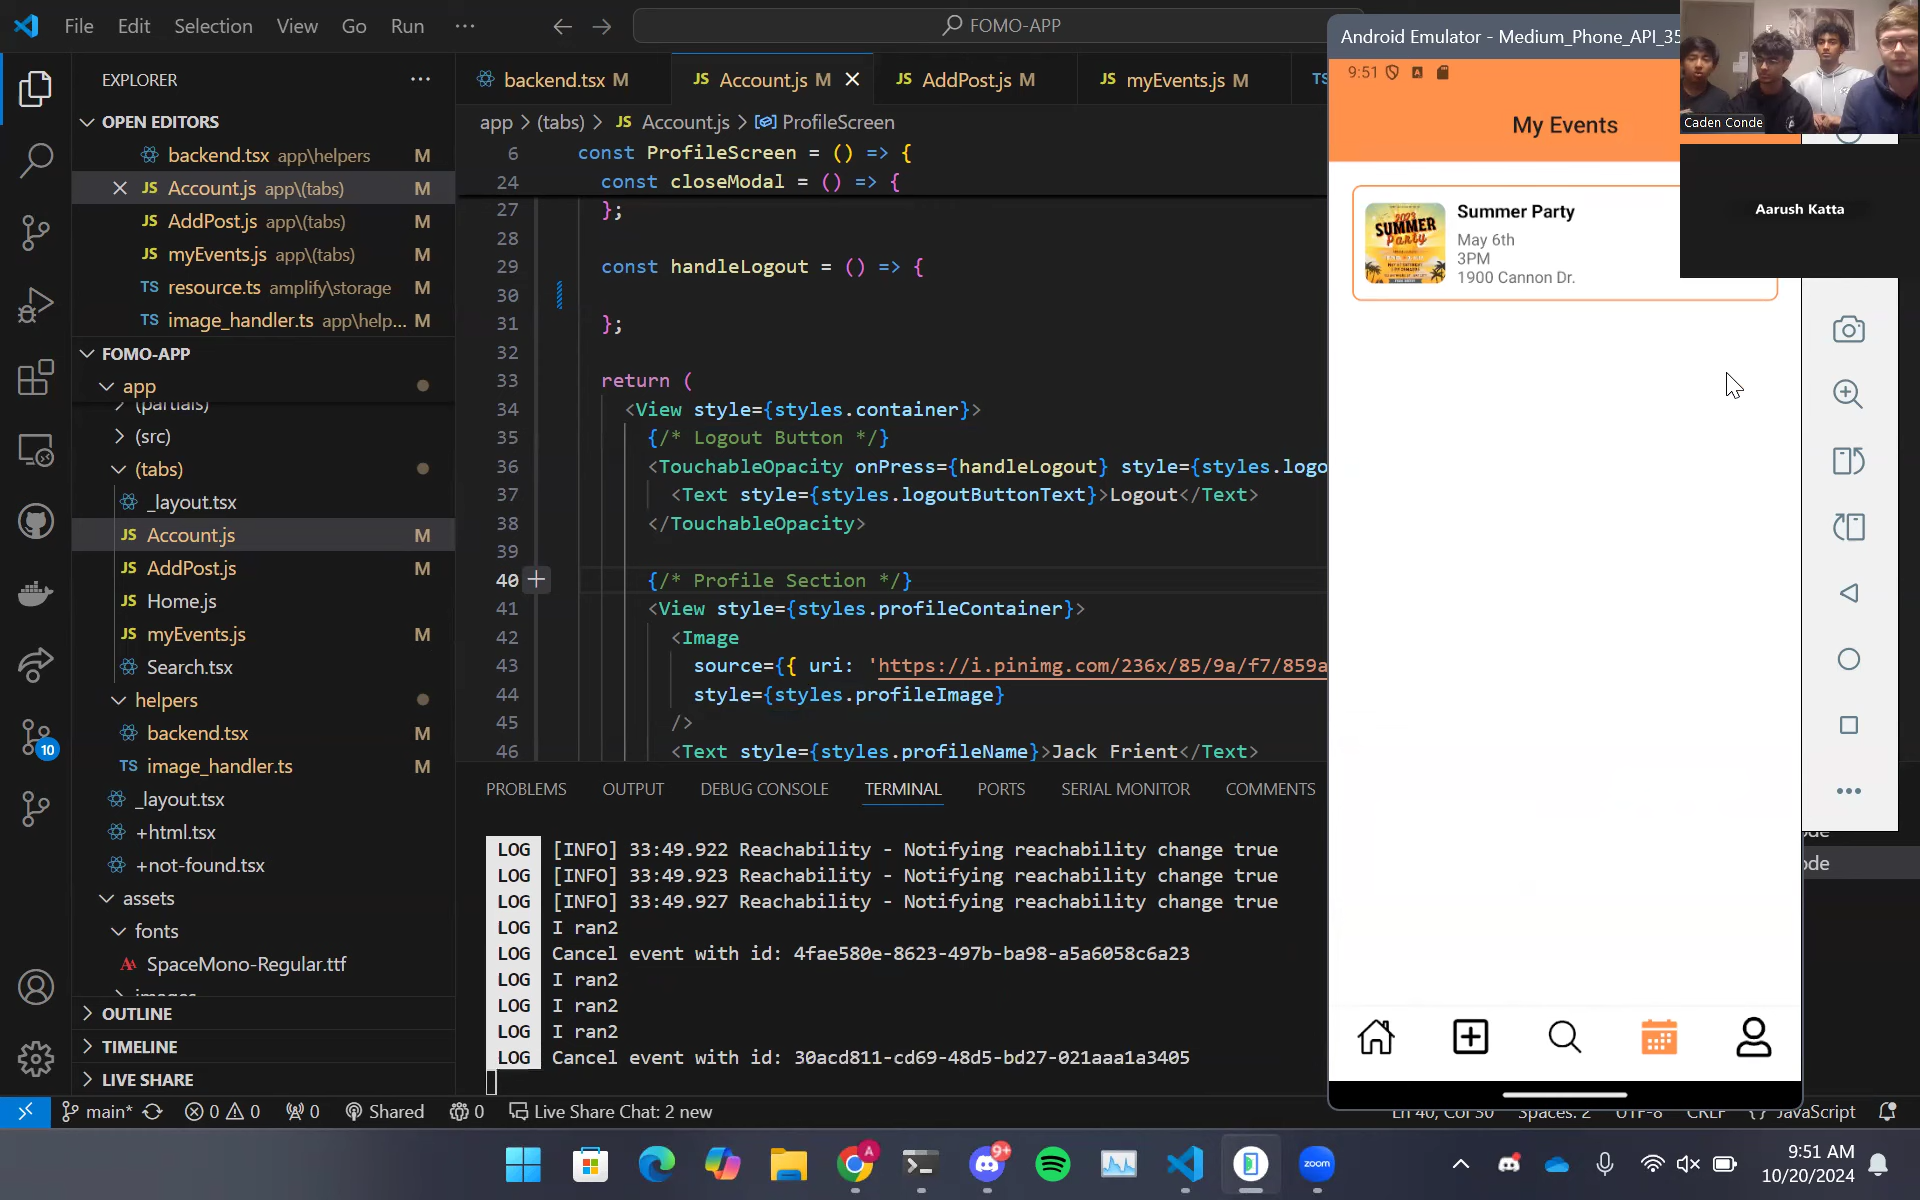 File Edit Selection View Go Run ··· FOMO-APP
EXPLORER
OPEN EDITORS
backend.tsx app\helpers M
Account.js app\(tabs) M
AddPost.js app\(tabs) M
myEvents.js app\(tabs) M
resource.ts amplify\storage M
image_handler.ts app\help... M
FOMO-APP
app
(partials)
(src)
(tabs)
_layout.tsx
Account.js M
AddPost.js M
Home.js
myEvents.js M
Search.tsx
helpers
backend.tsx M
image_handler.ts M
_layout.tsx
+html.tsx
+not-found.tsx
assets
fonts
SpaceMono-Regular.ttf
images
OUTLINE
TIMELINE
LIVE SHARE
10
backend.tsx M JS Account.js M JS AddPost.js M JS myEvents.js M TS
app > (tabs) > JS Account.js > ProfileScreen
6 const ProfileScreen = () => {
24 const closeModal = () => {
27 };
28
29 const handleLogout = () => {
30
31 };
32
33 return (
34 <View style={styles.container}>
35 {/* Logout Button */}
36 <TouchableOpacity onPress={handleLogout} style={styles.logo
37 <Text style={styles.logoutButtonText}>Logout</Text>
38 </TouchableOpacity>
39
40 {/* Profile Section */}
41 <View style={styles.profileContainer}>
42 <Image
43 source={{ uri: 'https://i.pinimg.com/236x/85/9a/f7/859a
44 style={styles.profileImage}
45 />
46 <Text style={styles.profileName}>Jack Frient</Text>
PROBLEMS OUTPUT DEBUG CONSOLE TERMINAL PORTS SERIAL MONITOR COMMENTS
LOG [INFO] 33:49.922 Reachability - Notifying reachability change true
LOG [INFO] 33:49.923 Reachability - Notifying reachability change true
LOG [INFO] 33:49.927 Reachability - Notifying reachability change true
LOG I ran2
LOG Cancel event with id: 4fae580e-8623-497b-ba98-a5a6058c6a23
LOG I ran2
LOG I ran2
LOG I ran2
LOG Cancel event with id: 30acd811-cd69-48d5-bd27-021aaa1a3405
Android Emulator - Medium_Phone_API_35
9:51
My Events
2023
SUMMER
Party
Summer Party
May 6th
3PM
1900 Cannon Dr.
Caden Conde
Aarush Katta
ode
ode
main* 0 0 0 Shared 0 Live Share Chat: 2 new Ln 40, Col 30 Spaces: 2 UTF-8 CRLF {} JavaScript
A 9+ zoom
9:51 AM
10/20/2024